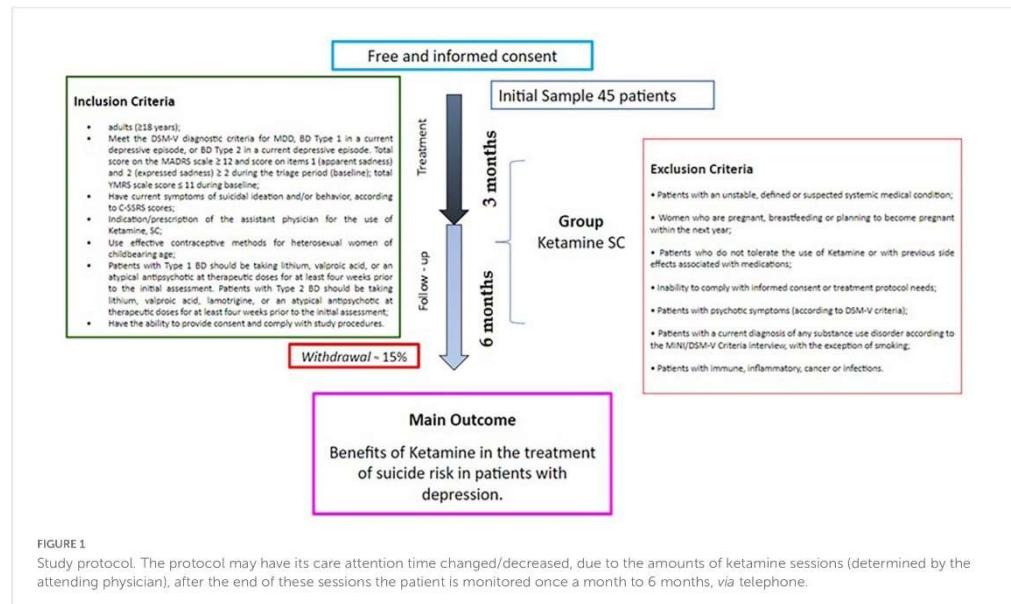 Free and informed consent
Initial Sample 45 patients
Inclusion Criteria
• adults (≥18 years);
• Meet the DSM-V diagnostic criteria for MDD, BD Type 1 in a current
depressive episode, or BD Type 2 in a current depressive episode. Total
score on the MADRS scale ≥ 12 and score on items 1 (apparent sadness)
and 2 (expressed sadness) ≥ 2 during the triage period (baseline); total
YMRS scale score ≤ 11 during baseline;
• Have current symptoms of suicidal ideation and/or behavior, according
to C-SSRS scores;
• Indication/prescription of the assistant physician for the use of
Ketamine, SC;
• Use effective contraceptive methods for heterosexual women of
childbearing age;
• Patients with Type 1 BD should be taking lithium, valproic acid, or an
atypical antipsychotic at therapeutic doses for at least four weeks prior
to the initial assessment. Patients with Type 2 BD should be taking
lithium, valproic acid, lamotrigine, or an atypical antipsychotic at
therapeutic doses for at least four weeks prior to the initial assessment;
• Have the ability to provide consent and comply with study procedures.
Treatment
3 months
Follow - up
6 months
Group
Ketamine SC
Exclusion Criteria
• Patients with an unstable, defined or suspected systemic medical condition;
• Women who are pregnant, breastfeeding or planning to become pregnant
within the next year;
• Patients who do not tolerate the use of Ketamine or with previous side
effects associated with medications;
• Inability to comply with informed consent or treatment protocol needs;
• Patients with psychotic symptoms (according to DSM-V criteria);
• Patients with a current diagnosis of any substance use disorder according to
the MINI/DSM-V Criteria interview, with the exception of smoking;
• Patients with immune, inflammatory, cancer or infections.
Withdrawal ~ 15%
Main Outcome
Benefits of Ketamine in the treatment
of suicide risk in patients with
depression.
FIGURE 1
Study protocol. The protocol may have its care attention time changed/decreased, due to the amounts of ketamine sessions (determined by the
attending physician), after the end of these sessions the patient is monitored once a month to 6 months, via telephone.